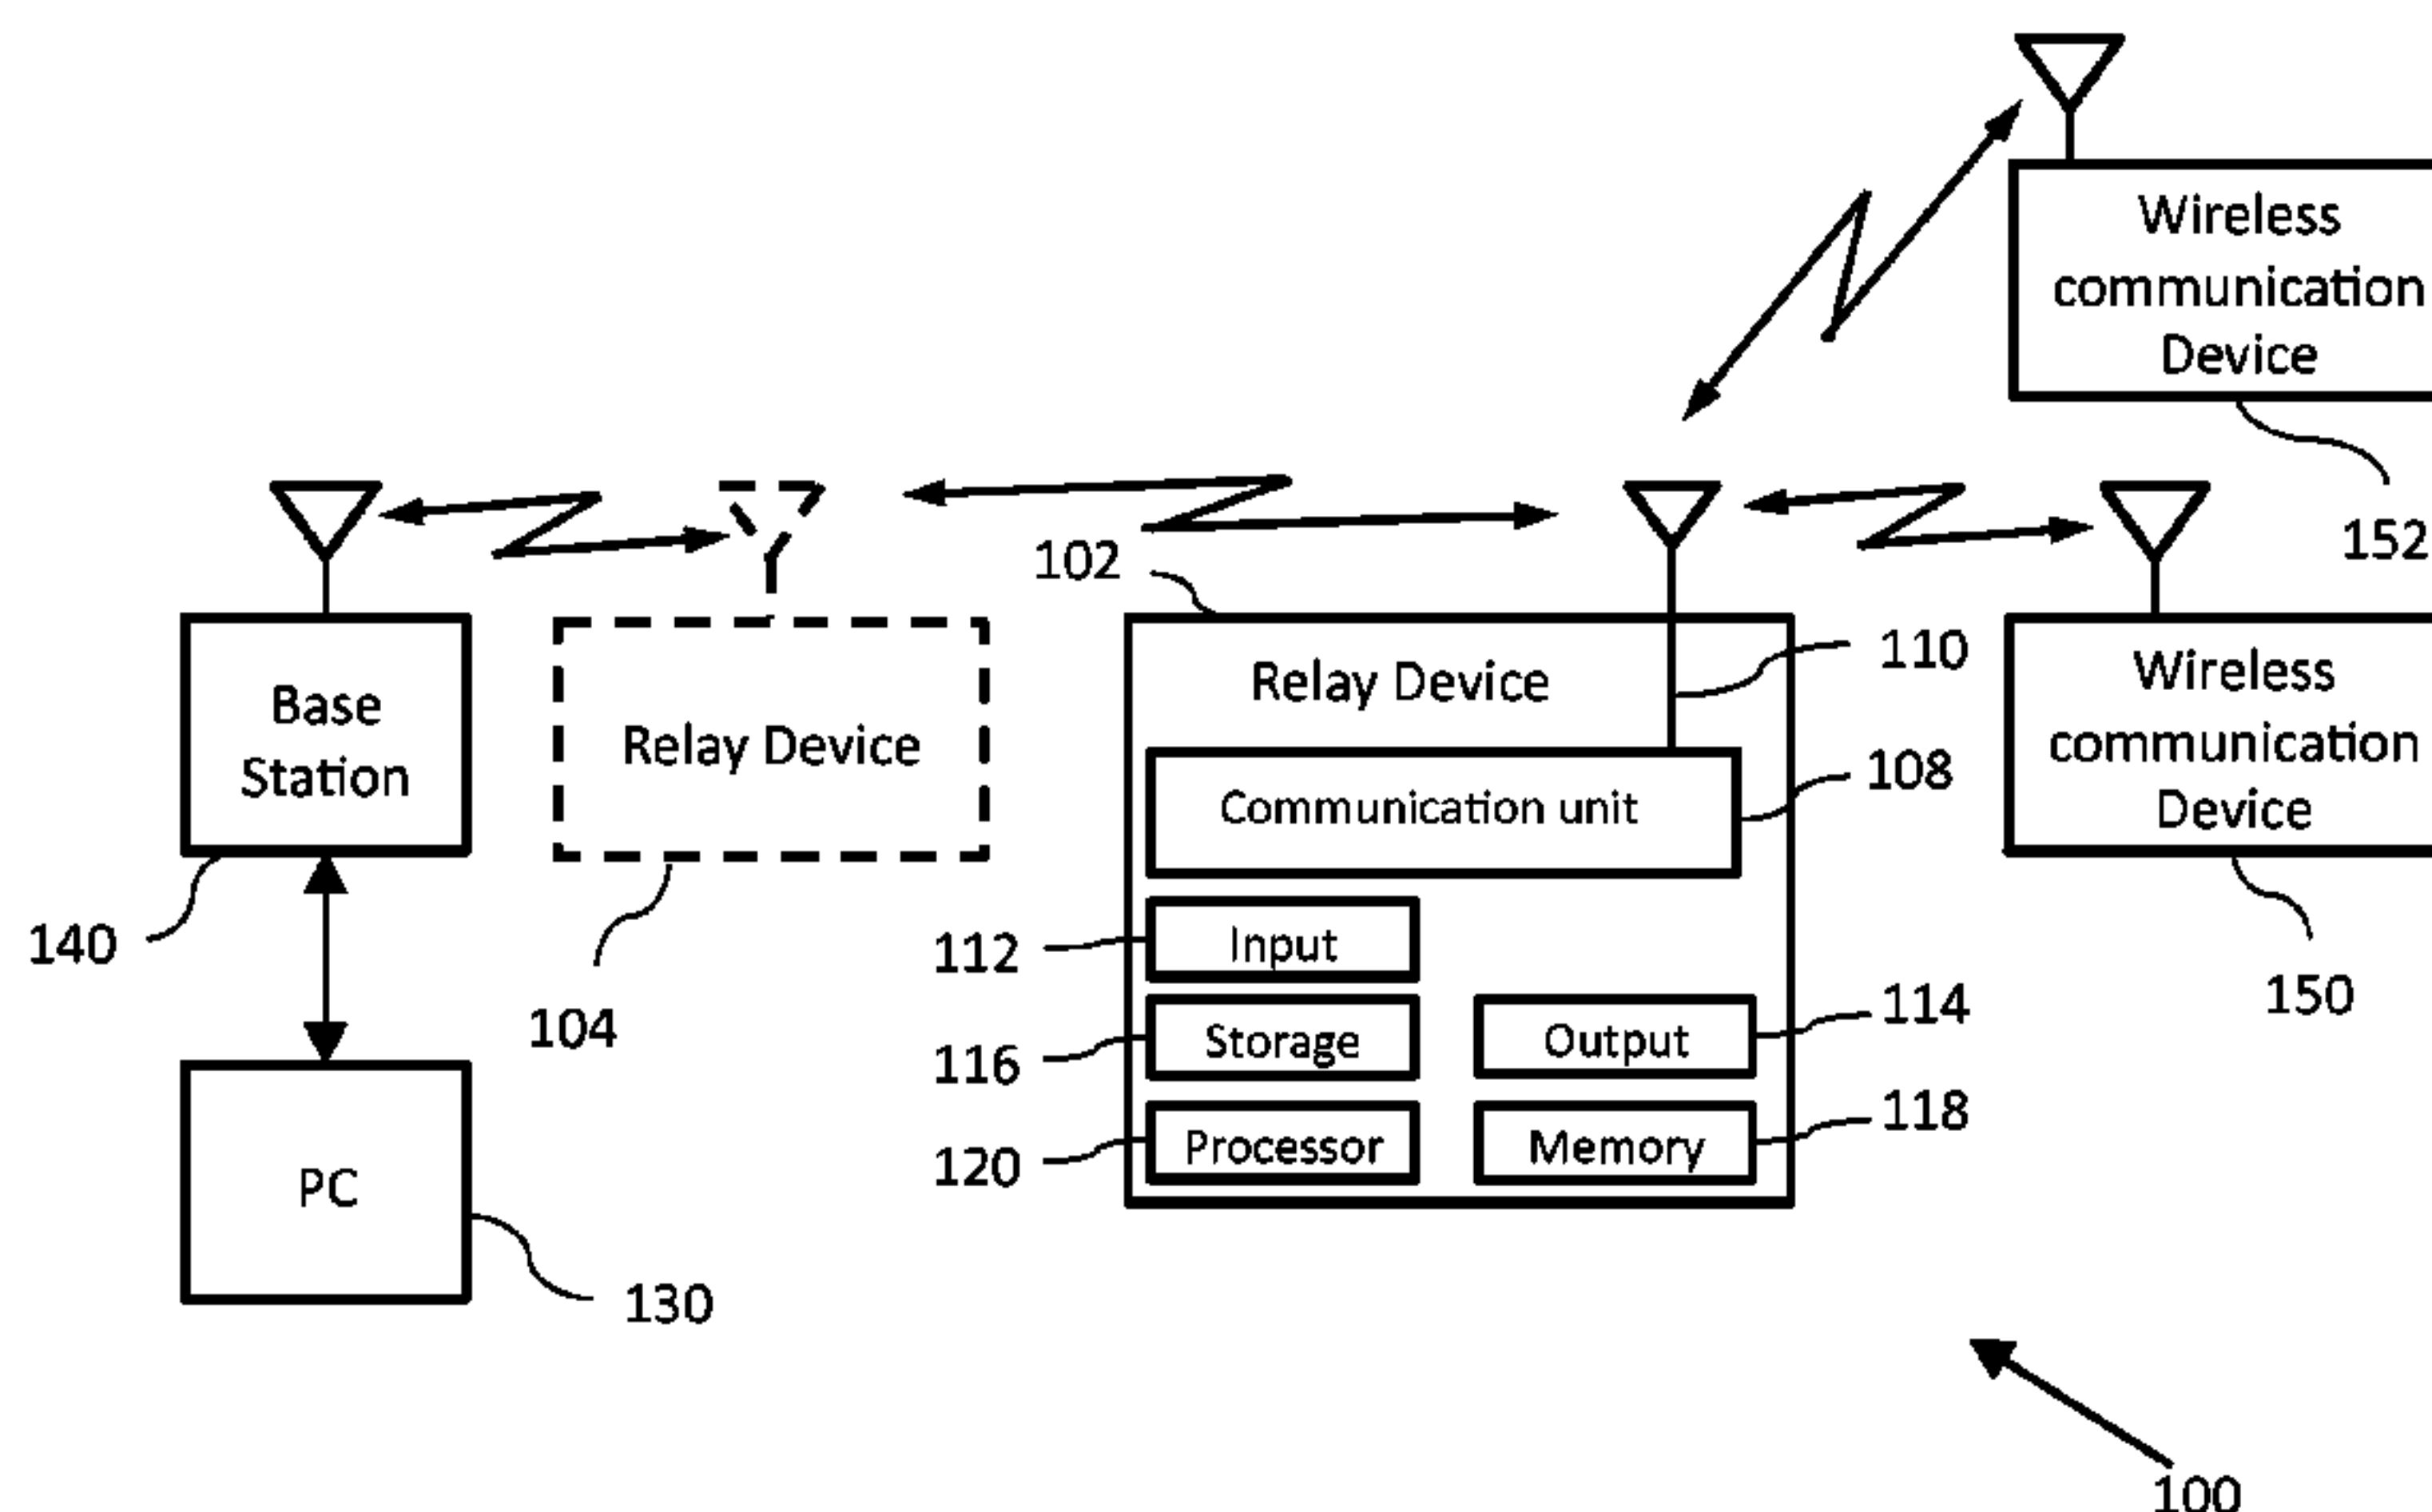 Wireless
communication
Device
152
102
Base
Station
Relay Device
Relay Device
110
Communication unit
108
Wireless
communication
Device
140
104
112
Input
116
Storage
Output
114
120
Processor
Memory
118
150
PC
130
100